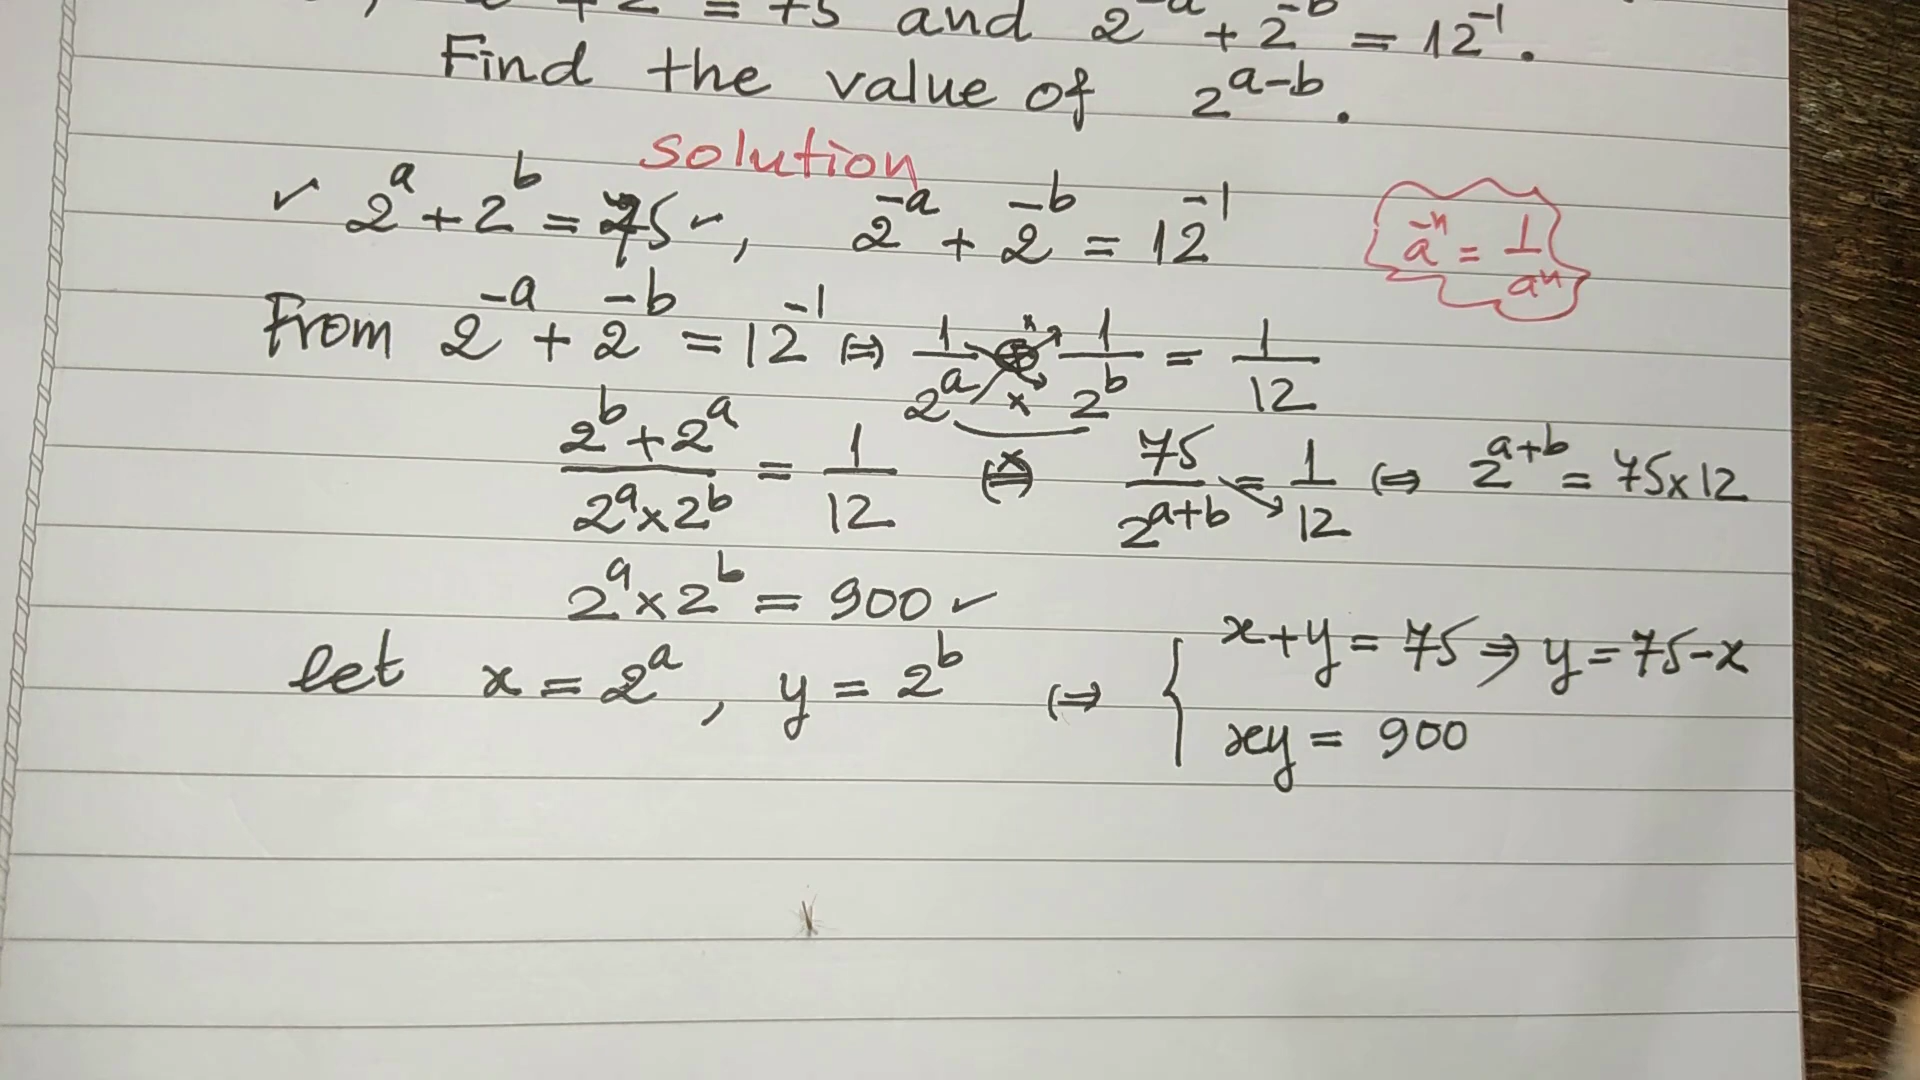 +2 = 75 and 2^-a + 2^-b = 12^-1.
Find the value of 2^a-b.
Solution
✓ 2^a + 2^b = 75 ✓, 2^-a + 2^-b = 12^-1
a^-n = 1/a^n
From 2^-a + 2^-b = 12^-1 ⇔ 1/2^a + 1/2^b = 1/12
(2^b + 2^a)/(2^a × 2^b) = 1/12 ⇔ 75/2^a+b = 1/12 ⇔ 2^a+b = 75x12
2^a × 2^b = 900 ✓
let x = 2^a, y = 2^b ⇔ { x+y = 75 ⇒ y = 75-x
xy = 900